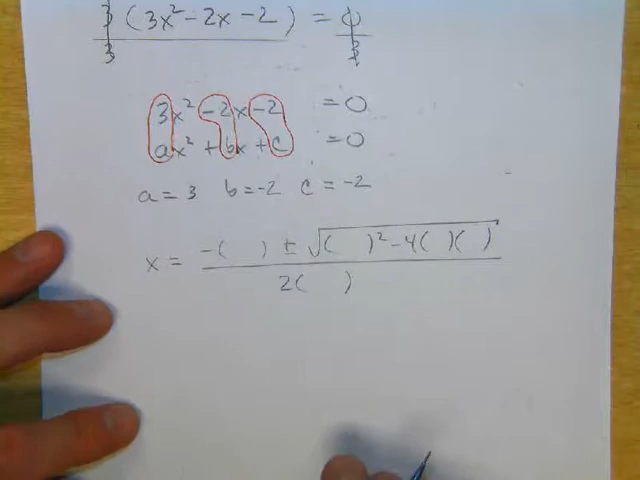 3 (3x² - 2x - 2) = 0
3 3
3x² - 2x - 2 = 0
ax² + bx + c = 0
a = 3 b = -2 c = -2
x = -( ) ± √( )² - 4( )( )
2( )